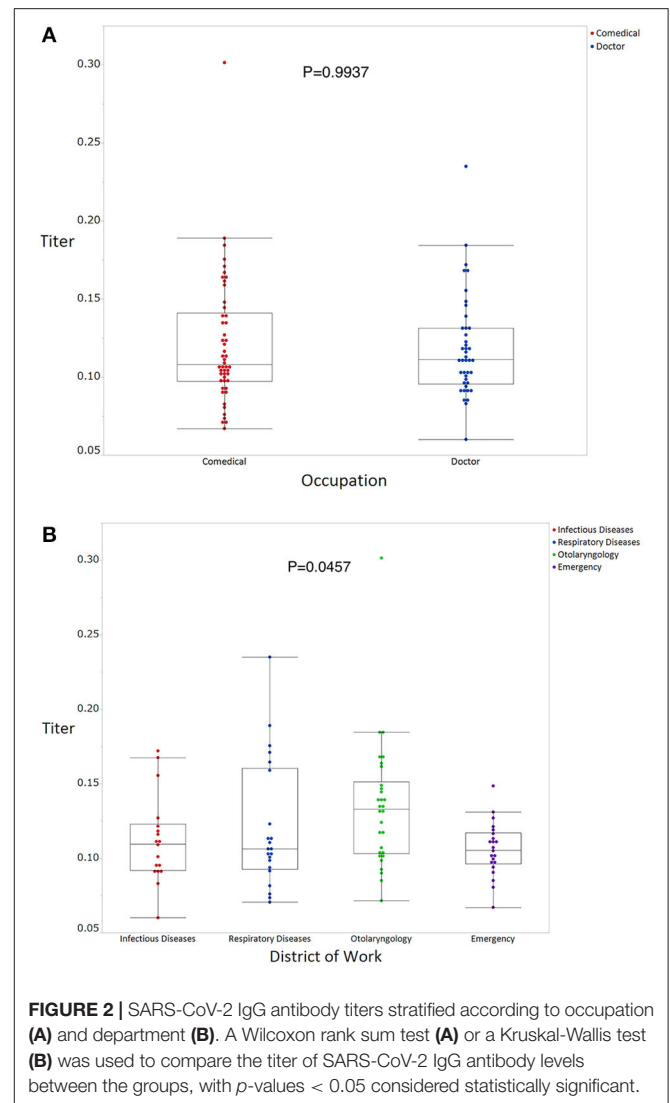 A
Comedical
Doctor
P=0.9937
0.30
0.25
0.20
Titer
0.15
0.10
0.05
Comedical Doctor
Occupation
B
Infectious Diseases
Respiratory Diseases
Otolaryngology
Emergency
P=0.0457
0.30
0.25
0.20
Titer
0.15
0.10
0.05
Infectious Diseases Respiratory Diseases Otolaryngology Emergency
District of Work
FIGURE 2 | SARS-CoV-2 IgG antibody titers stratified according to occupation
(A) and department (B). A Wilcoxon rank sum test (A) or a Kruskal-Wallis test
(B) was used to compare the titer of SARS-CoV-2 IgG antibody levels
between the groups, with p-values < 0.05 considered statistically significant.